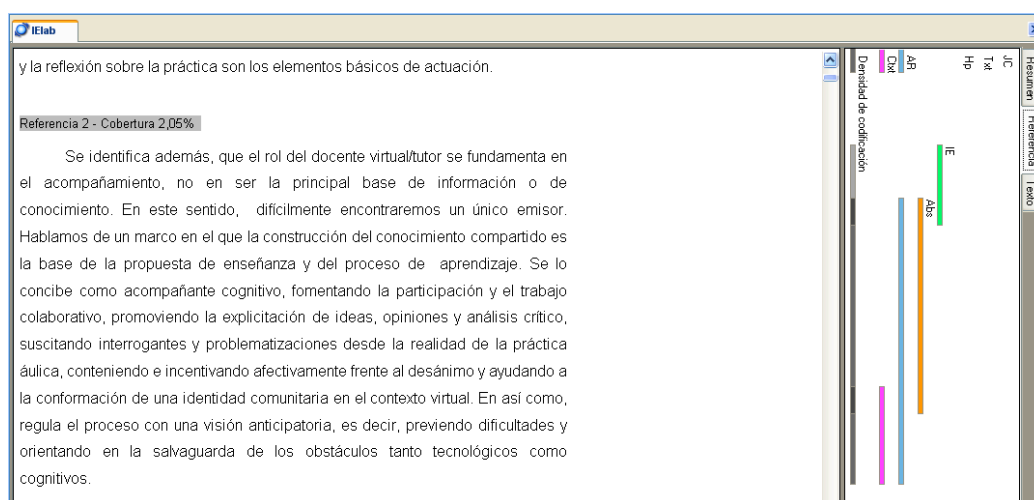 IElab
y la reflexión sobre la práctica son los elementos básicos de actuación.
Referencia 2 - Cobertura 2,05%
Se identifica además, que el rol del docente virtual/tutor se fundamenta en
el acompañamiento, no en ser la principal base de información o de
conocimiento. En este sentido, difícilmente encontraremos un único emisor.
Hablamos de un marco en el que la construcción del conocimiento compartido es
la base de la propuesta de enseñanza y del proceso de aprendizaje. Se lo
concibe como acompañante cognitivo, fomentando la participación y el trabajo
colaborativo, promoviendo la explicitación de ideas, opiniones y análisis crítico,
suscitando interrogantes y problematizaciones desde la realidad de la práctica
áulica, conteniendo e incentivando afectivamente frente al desánimo y ayudando a
la conformación de una identidad comunitaria en el contexto virtual. En así como,
regula el proceso con una visión anticipatoria, es decir, previendo dificultades y
orientando en la salvaguarda de los obstáculos tanto tecnológicos como
cognitivos.
Densidad de codificación
Ctxt
AR
Hp
Txt
JC
IE
Abs
Resumen
Referencia
Texto